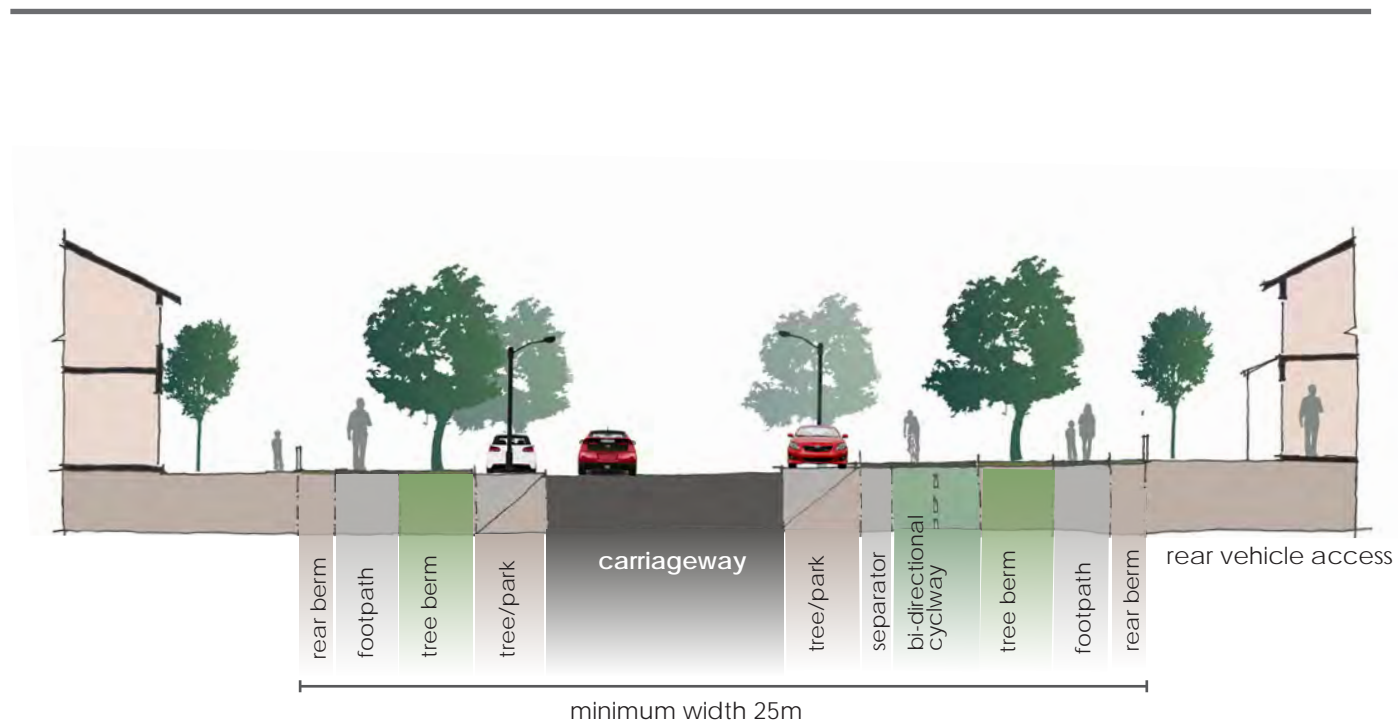 rear berm
footpath
tree berm
tree/park
carriageway
tree/park
separator
bi-directional
cyclway
tree berm
footpath
rear berm
rear vehicle access
minimum width 25m